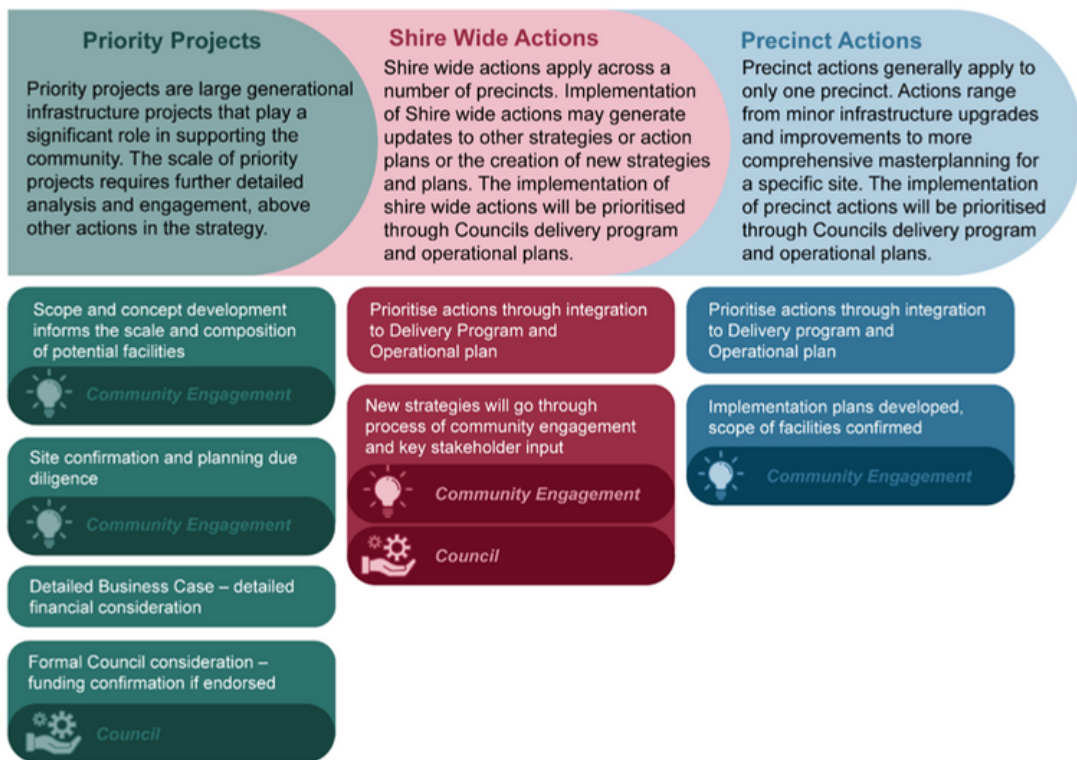 Priority Projects
Priority projects are large generational
infrastructure projects that play a
significant role in supporting the
community. The scale of priority
projects requires further detailed
analysis and engagement, above
other actions in the strategy.
Shire Wide Actions
Shire wide actions apply across a
number of precincts. Implementation
of Shire wide actions may generate
updates to other strategies or action
plans or the creation of new strategies
and plans. The implementation of
shire wide actions will be prioritised
through Councils delivery program
and operational plans.
Precinct Actions
Precinct actions generally apply to
only one precinct. Actions range
from minor infrastructure upgrades
and improvements to more
comprehensive masterplanning for
a specific site. The implementation
of precinct actions will be prioritised
through Councils delivery program
and operational plans.
Scope and concept development
informs the scale and composition
of potential facilities
Community Engagement
Site confirmation and planning due
diligence
Community Engagement
Detailed Business Case – detailed
financial consideration
Formal Council consideration –
funding confirmation if endorsed
Council
Prioritise actions through integration
to Delivery Program and
Operational plan
New strategies will go through
process of community engagement
and key stakeholder input
Community Engagement
Council
Prioritise actions through integration
to Delivery program and
Operational plan
Implementation plans developed,
scope of facilities confirmed
Community Engagement